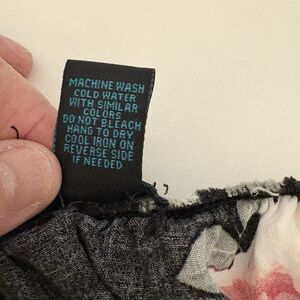 MACHINE WASH
COLD WATER
WITH SIMILAR
COLORS
DO NOT BLEACH
HANG TO DRY
COOL IRON ON
REVERSE SIDE
IF NEEDED